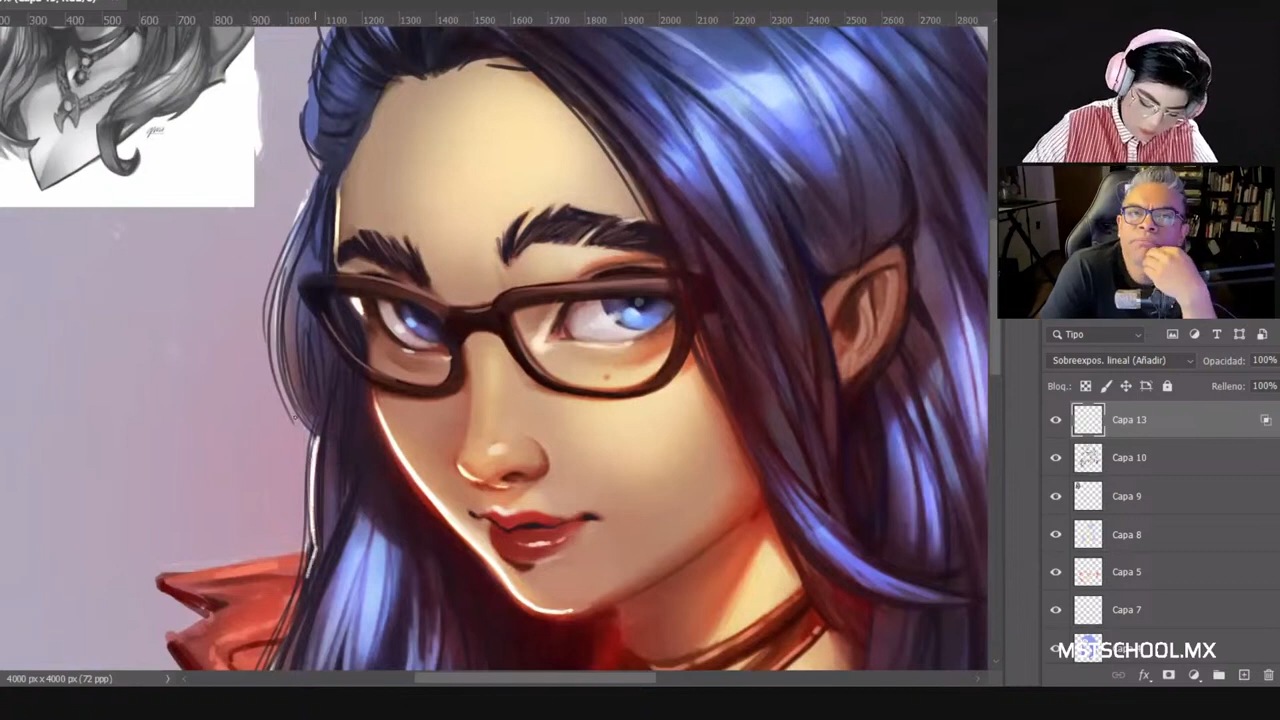 300 400 500 600 700 800 900 1000 1100 1200 1300 1400 1500 1600 1700 1800 1900 2000 2100 2200 2300 2400 2500 2600 2700 2800
Tipo
Sobreexpos. lineal (Añadir) Opacidad: 100%
Bloq.: Relleno: 100%
Capa 13
Capa 10
Capa 9
Capa 8
Capa 5
Capa 7
MSTSCHOOL.MX
4000 px x 4000 px (72 ppp)
fx